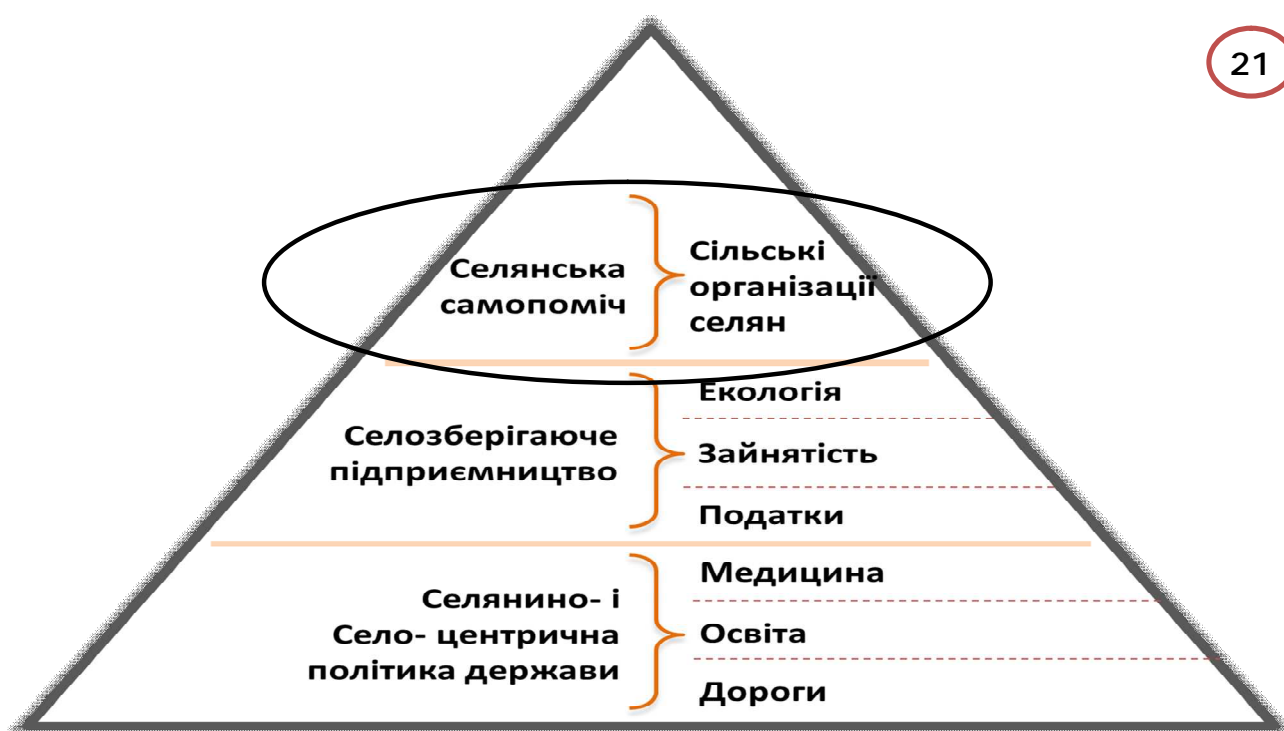 21
Селянська
самопоміч
Сільські
організації
селян
Селозберігаюче
підприємництво
Екологія
Зайнятість
Податки
Селянино- і
Село- центрична
політика держави
Медицина
Освіта
Дороги